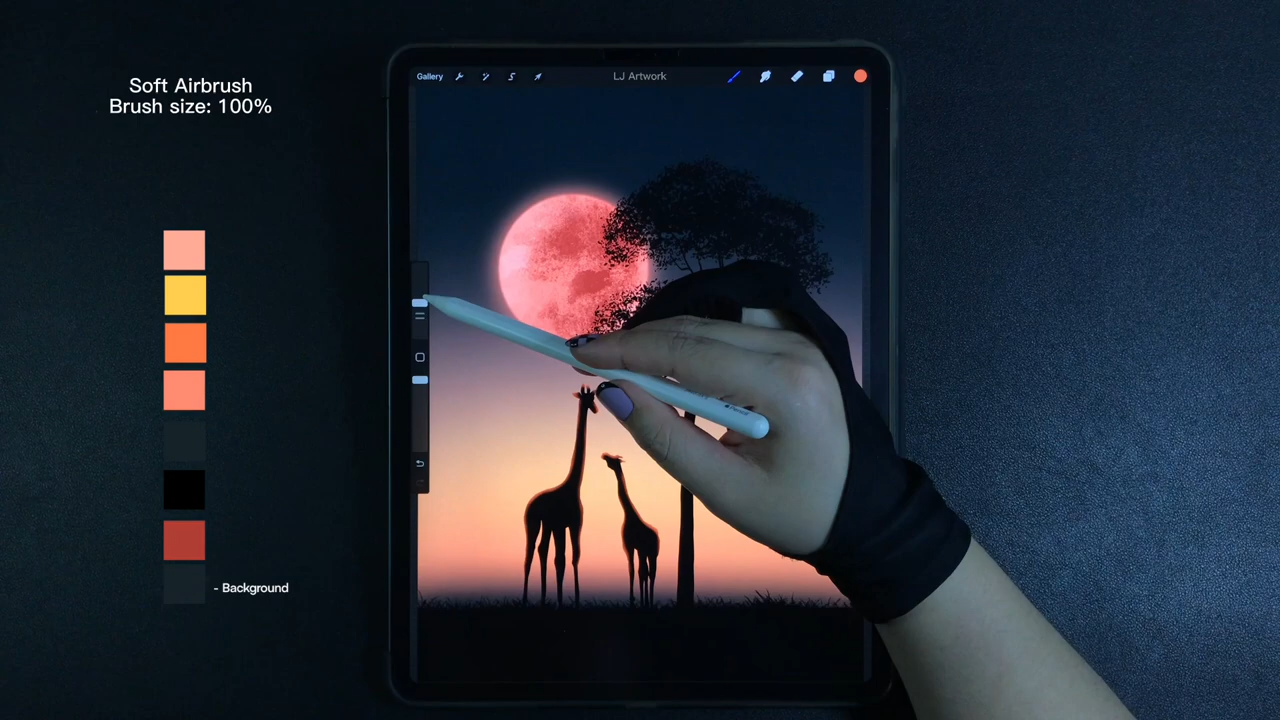 Soft Airbrush
Brush size: 100%
Gallery
LJ Artwork
- Background